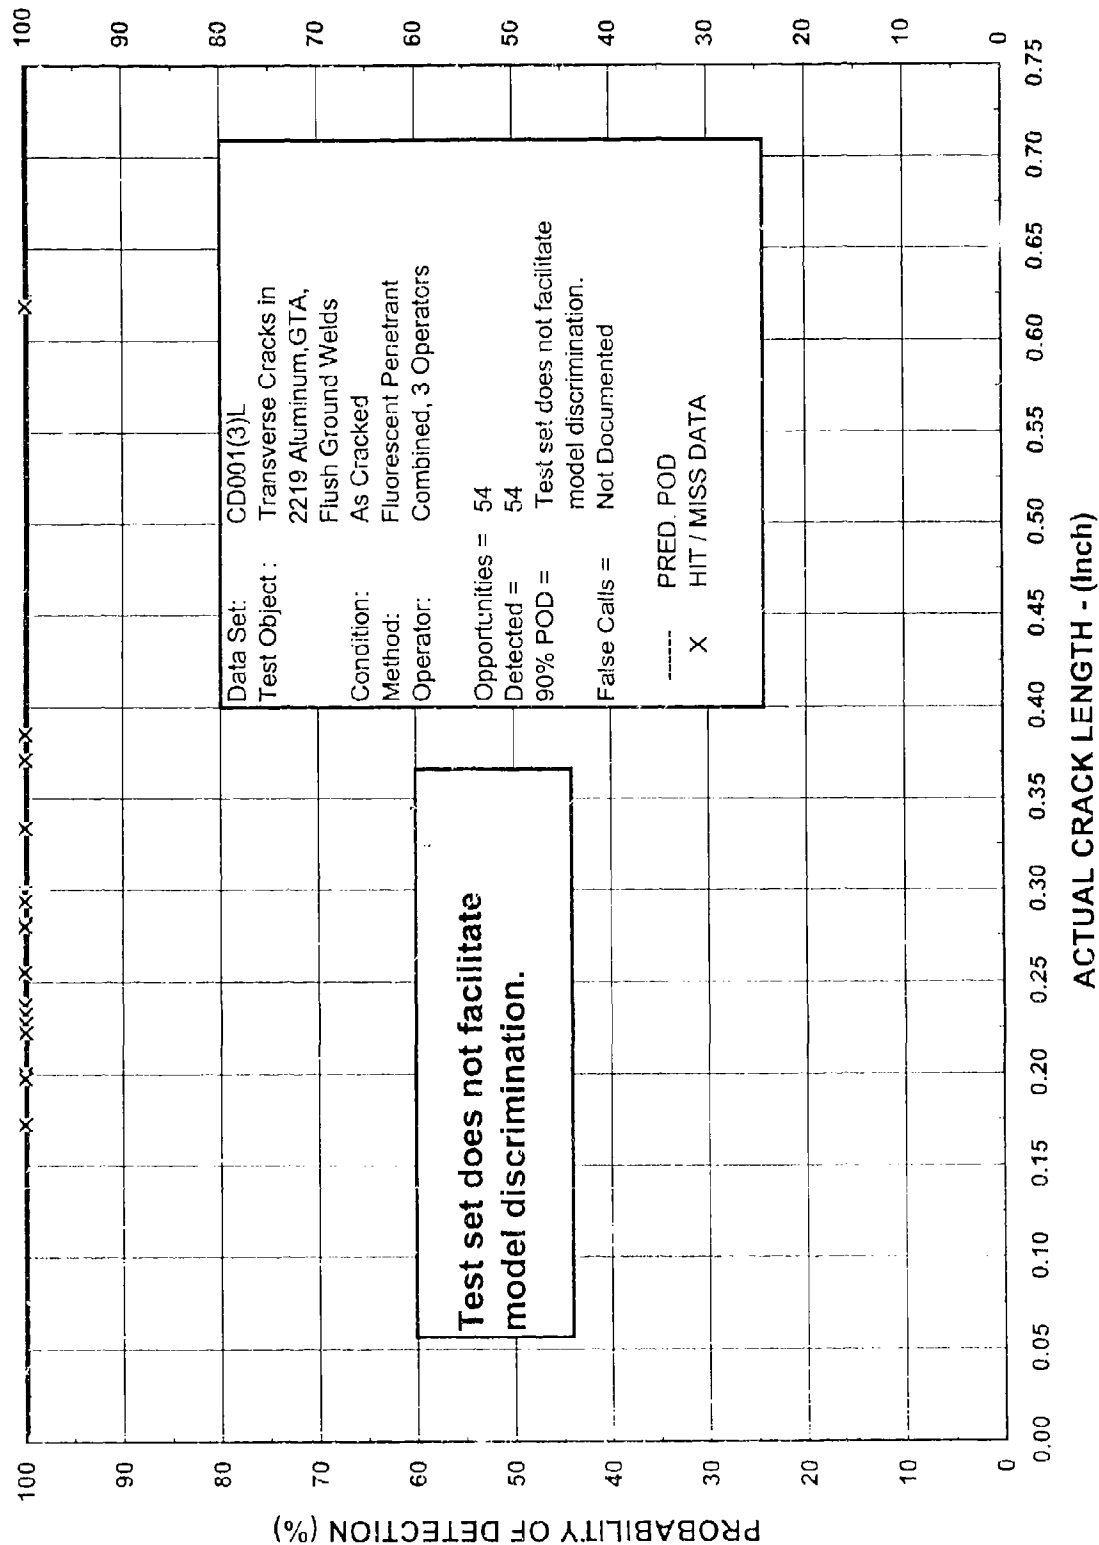 100
90
80
70
60
50
40
30
20
10
0
PROBABILITY OF DETECTION (%)
100
90
80
70
60
50
40
30
20
10
0
Data Set: CD001(3)L
Test Object : Transverse Cracks in
2219 Aluminum,GTA,
Flush Ground Welds
Condition: As Cracked
Method: Fluorescent Penetrant
Operator: Combined, 3 Operators
Opportunities = 54
Detected = 54
90% POD = Test set does not facilitate
model discrimination.
False Calls = Not Documented
------ PRED. POD
X HIT / MISS DATA
Test set does not facilitate
model discrimination.
0.00 0.05 0.10 0.15 0.20 0.25 0.30 0.35 0.40 0.45 0.50 0.55 0.60 0.65 0.70 0.75
ACTUAL CRACK LENGTH - (Inch)